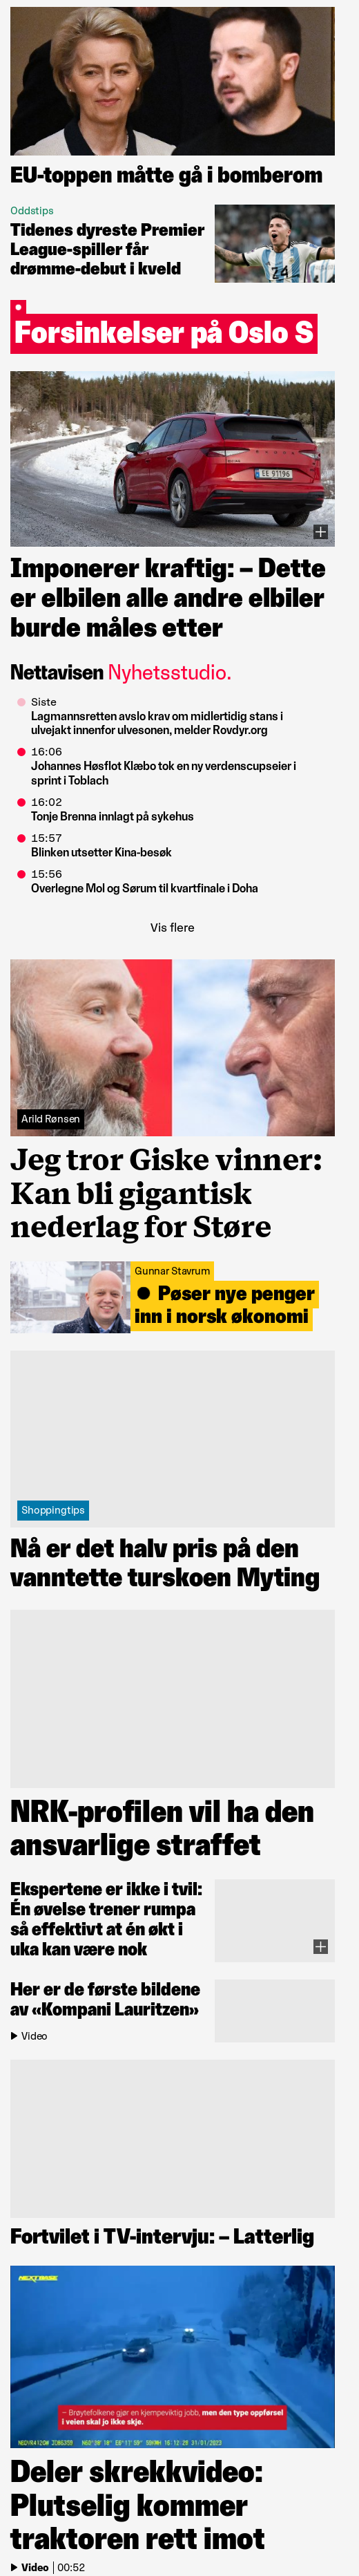 EU-toppen måtte gå i bomberom
Oddstips
Tidenes dyreste Premier
League-spiller får
drømme-debut i kveld
24
Forsinkelser på Oslo S
EE 91196
Imponerer kraftig: – Dette
er elbilen alle andre elbiler
burde måles etter
Nettavisen Nyhetsstudio.
Siste
Lagmannsretten avslo krav om midlertidig stans i
ulvejakt innenfor ulvesonen, melder Rovdyr.org
16:06
Johannes Høsflot Klæbo tok en ny verdenscupseier i
sprint i Toblach
16:02
Tonje Brenna innlagt på sykehus
15:57
Blinken utsetter Kina-besøk
15:56
Overlegne Mol og Sørum til kvartfinale i Doha
Vis flere
Arild Rønsen
Jeg tror Giske vinner:
Kan bli gigantisk
nederlag for Støre
Gunnar Stavrum
Pøser nye penger
inn i norsk økonomi
Shoppingtips
Nå er det halv pris på den
vanntette turskoen Myting
NRK-profilen vil ha den
ansvarlige straffet
Ekspertene er ikke i tvil:
Én øvelse trener rumpa
så effektivt at én økt i
uka kan være nok
Her er de første bildene
av «Kompani Lauritzen»
Video
Fortvilet i TV-intervju: – Latterlig
NEXTBASE
– Brøytefolkene gjør en kjempeviktig jobb, men den type oppførsel
i veien skal jo ikke skje.
Deler skrekkvideo:
Plutselig kommer
traktoren rett imot
Video | 00:52